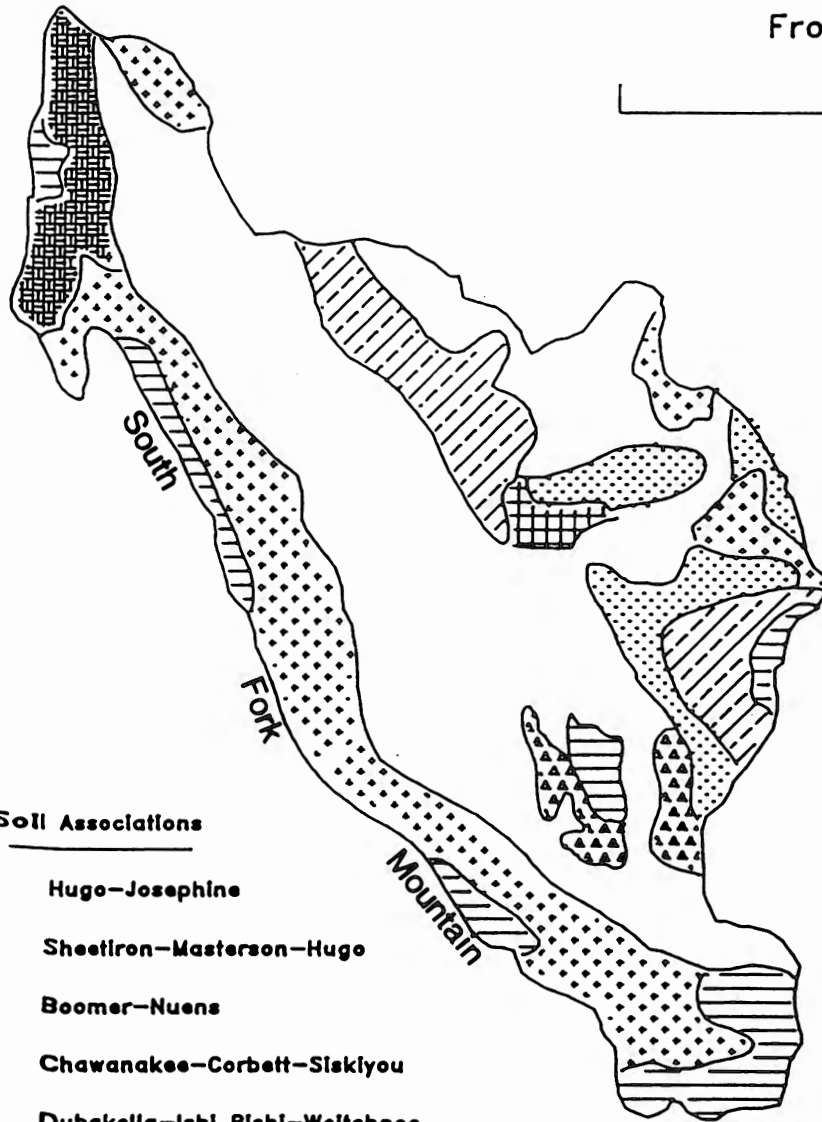 Fro
South
Fork
Mountain
Soil Associations
Hugo-Josephine
Sheetiron-Masterson-Hugo
Boomer-Nuens
Chawanakee-Corbett-Siskiyou